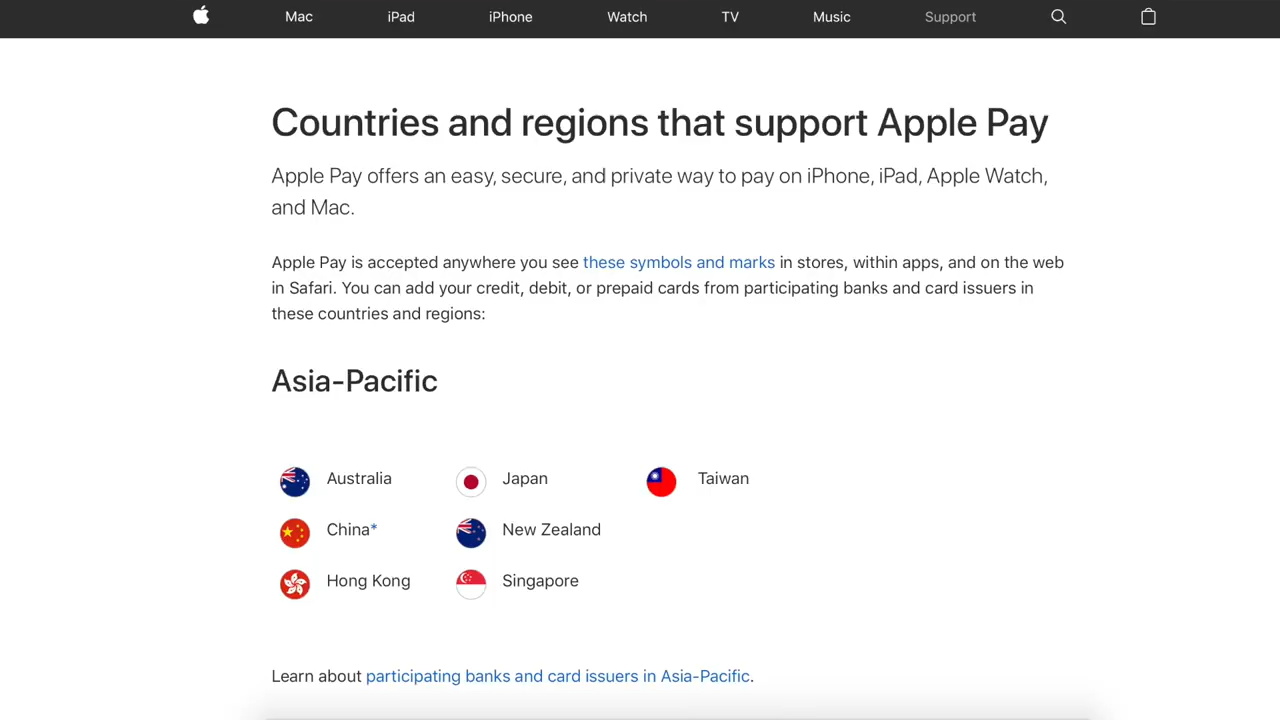 Mac iPad iPhone Watch TV Music Support
Countries and regions that support Apple Pay
Apple Pay offers an easy, secure, and private way to pay on iPhone, iPad, Apple Watch,
and Mac.
Apple Pay is accepted anywhere you see these symbols and marks in stores, within apps, and on the web
in Safari. You can add your credit, debit, or prepaid cards from participating banks and card issuers in
these countries and regions:
Asia-Pacific
Australia Japan Taiwan
China* New Zealand
Hong Kong Singapore
Learn about participating banks and card issuers in Asia-Pacific.